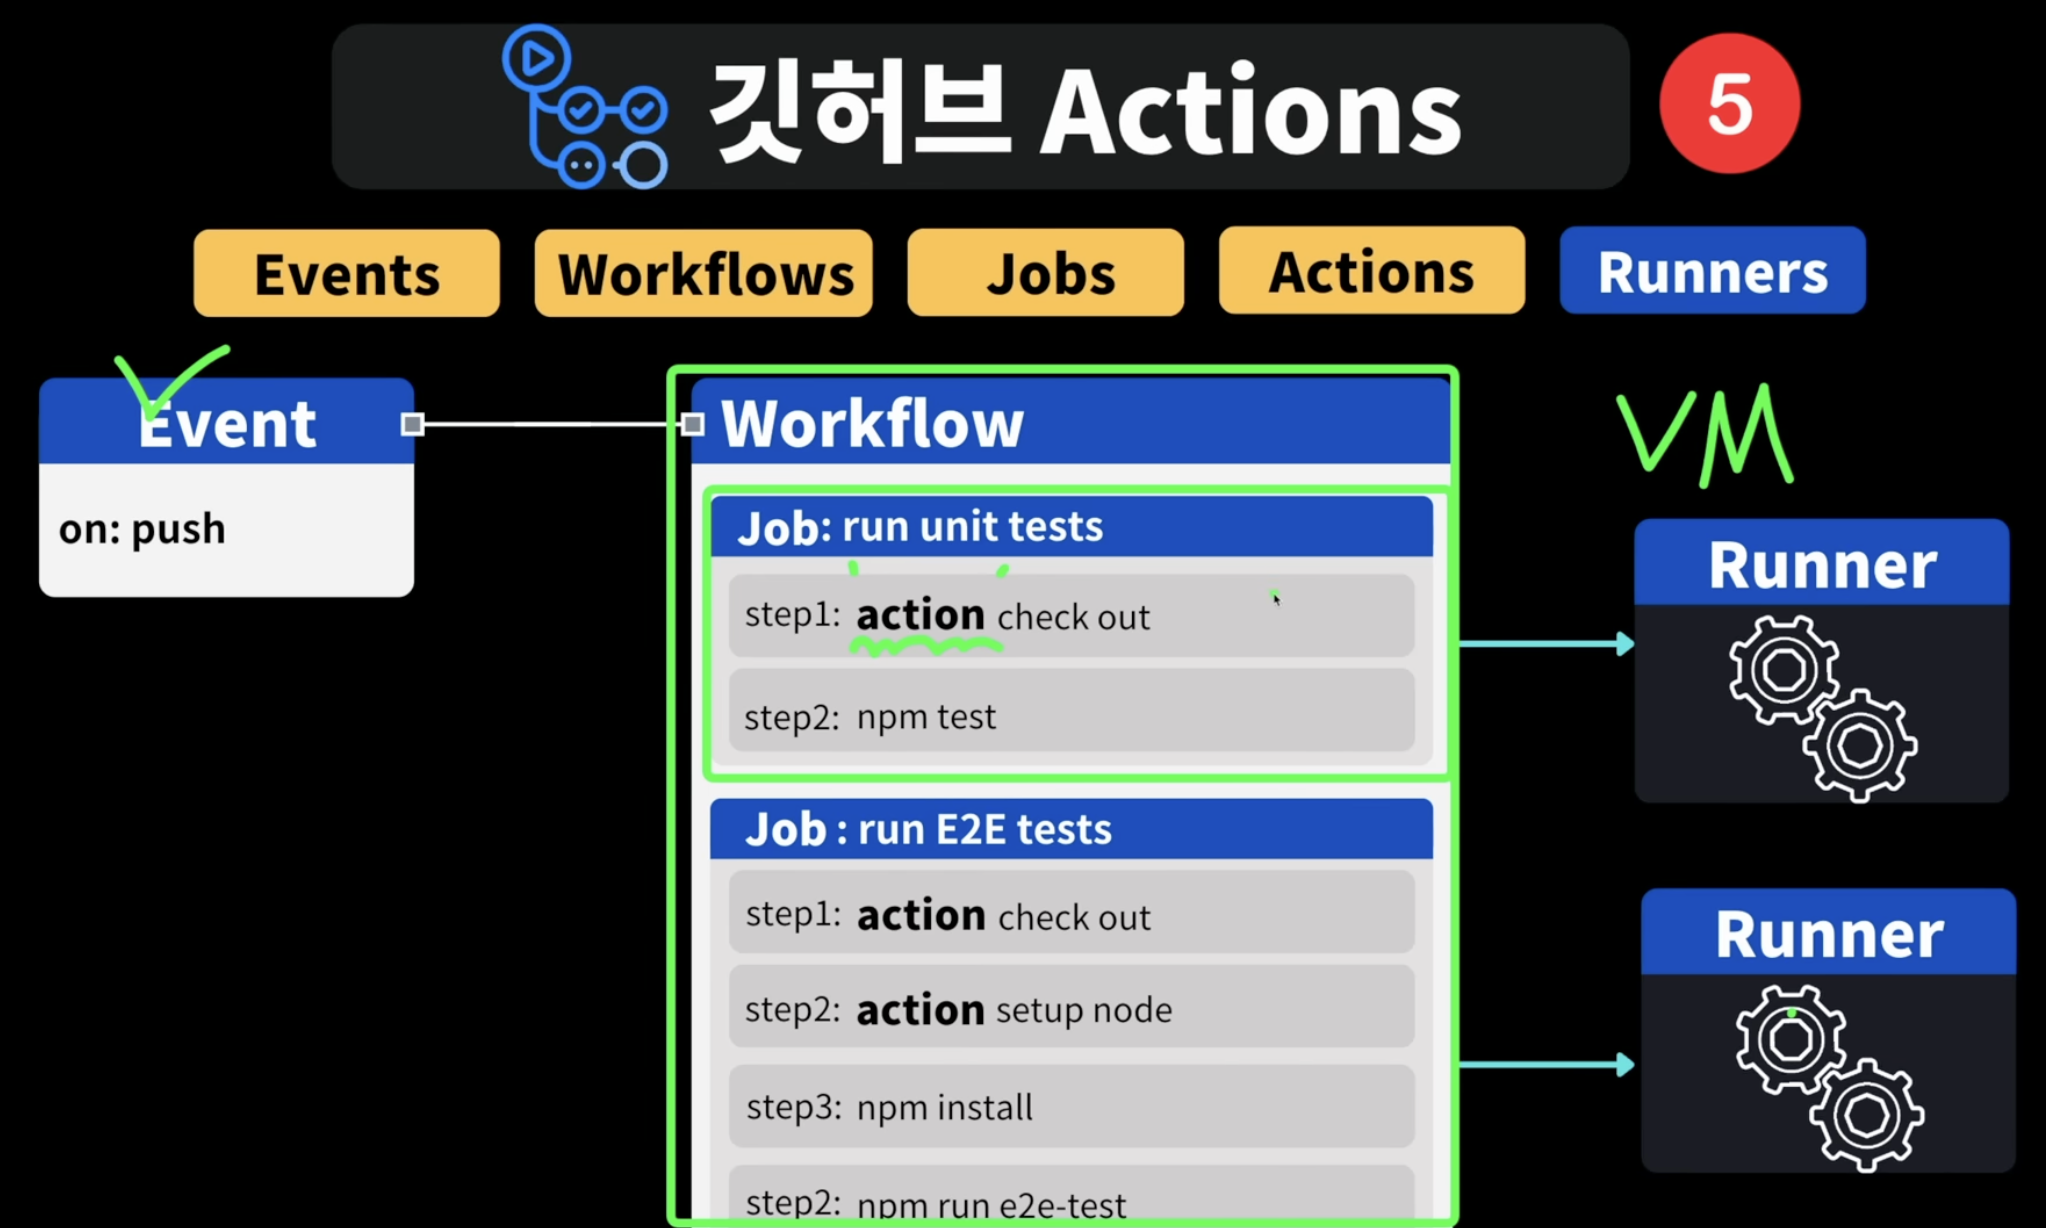 깃허브 Actions
5
Events
Workflows
Jobs
Actions
Runners
Event
on: push
Workflow
Job: run unit tests
step1: action check out
step2: npm test
Job : run E2E tests
step1: action check out
step2: action setup node
step3: npm install
step2: npm run e2e-test
VM
Runner
Runner